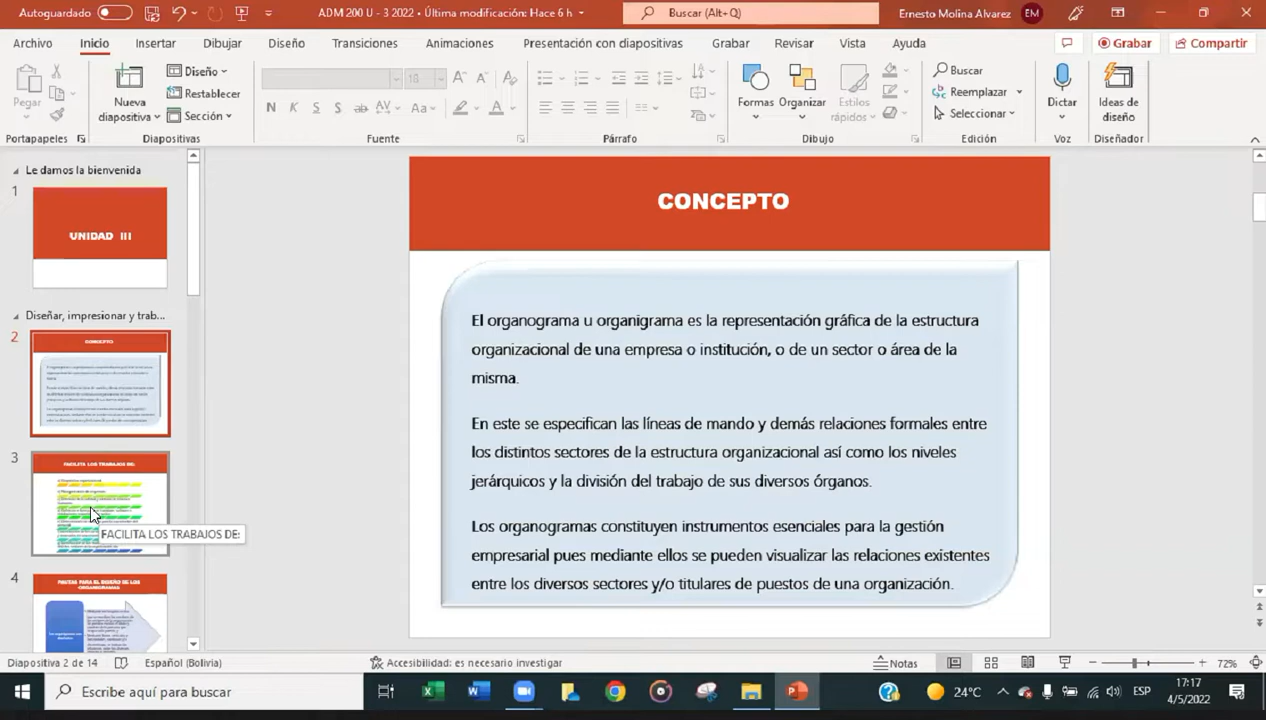 Autoguardado
ADM 200 U - 3 2022 • Última modificación: Hace 6 h
Buscar (Alt+Q)
Ernesto Molina Alvarez
EM
Archivo Inicio Insertar Dibujar Diseño Transiciones Animaciones Presentación con diapositivas Grabar Revisar Vista Ayuda
Grabar
Compartir
Pegar
Nueva diapositiva
Diseño
Restablecer
Sección
18
N K S S ab AV Aa A
Formas
Organizar
Estilos rápidos
Buscar
Reemplazar
Seleccionar
Dictar
Ideas de diseño
Portapapeles Diapositivas Fuente Párrafo Dibujo Edición Voz Diseñador
Le damos la bienvenida
1
UNIDAD III
Diseñar, impresionar y trab...
2
CONCEPTO
3
FACILITA LOS TRABAJOS DE:
FACILITA LOS TRABAJOS DE:
4
PAUTAS PARA EL DISEÑO DE LOS
ORGANIGRAMAS
CONCEPTO
El organograma u organigrama es la representación gráfica de la estructura
organizacional de una empresa o institución, o de un sector o área de la
misma.
En este se especifican las líneas de mando y demás relaciones formales entre
los distintos sectores de la estructura organizacional así como los niveles
jerárquicos y la división del trabajo de sus diversos órganos.
Los organogramas constituyen instrumentos esenciales para la gestión
empresarial pues mediante ellos se pueden visualizar las relaciones existentes
entre los diversos sectores y/o titulares de puestos de una organización.
Diapositiva 2 de 14
Español (Bolivia)
Accesibilidad: es necesario investigar
Notas
72%
Escribe aquí para buscar
24°C
ESP
17:17
4/5/2022